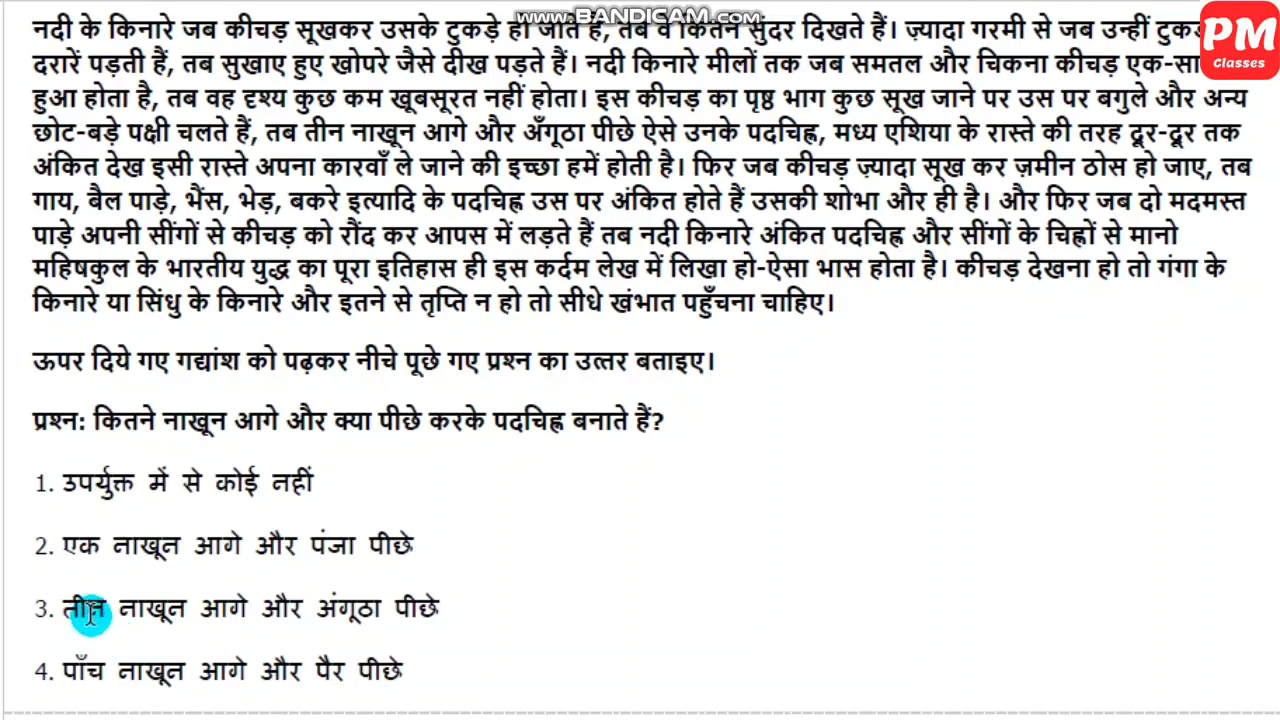 www.BANDICAM.com
नदी के किनारे जब कीचड़ सूखकर उसके टुकड़े हो जाते हैं, तब वे कितने सुंदर दिखते हैं। ज़्यादा गरमी से जब उन्हीं
दरारें पड़ती हैं, तब सुखाए हुए खोपरे जैसे दीख पड़ते हैं। नदी किनारे मीलों तक जब समतल और चिकना कीचड़ एक-सा
हुआ होता है, तब वह दृश्य कुछ कम खूबसूरत नहीं होता। इस कीचड़ का पृष्ठ भाग कुछ सूख जाने पर उस पर बगुले और अन्य
छोट-बड़े पक्षी चलते हैं, तब तीन नाखून आगे और अँगूठा पीछे ऐसे उनके पदचिह्न, मध्य एशिया के रास्ते की तरह दूर-दूर तक
अंकित देख इसी रास्ते अपना कारवाँ ले जाने की इच्छा हमें होती है। फिर जब कीचड़ ज़्यादा सूख कर ज़मीन ठोस हो जाए, तब
गाय, बैल पाड़े, भैंस, भेड़, बकरे इत्यादि के पदचिह्न उस पर अंकित होते हैं उसकी शोभा और ही है। और फिर जब दो मदमस्त
पाड़े अपनी सींगों से कीचड़ को रौंद कर आपस में लड़ते हैं तब नदी किनारे अंकित पदचिह्न और सींगों के चिह्नों से मानो
महिषकुल के भारतीय युद्ध का पूरा इतिहास ही इस कर्दम लेख में लिखा हो-ऐसा भास होता है। कीचड़ देखना हो तो गंगा के
किनारे या सिंधु के किनारे और इतने से तृप्ति न हो तो सीधे खंभात पहुँचना चाहिए।
ऊपर दिये गए गद्यांश को पढ़कर नीचे पूछे गए प्रश्न का उत्तर बताइए।
प्रश्न: कितने नाखून आगे और क्या पीछे करके पदचिह्न बनाते हैं?
1. उपर्युक्त में से कोई नहीं
2. एक नाखून आगे और पंजा पीछे
3. तीन नाखून आगे और अंगूठा पीछे
4. पाँच नाखून आगे और पैर पीछे
PM
Classes